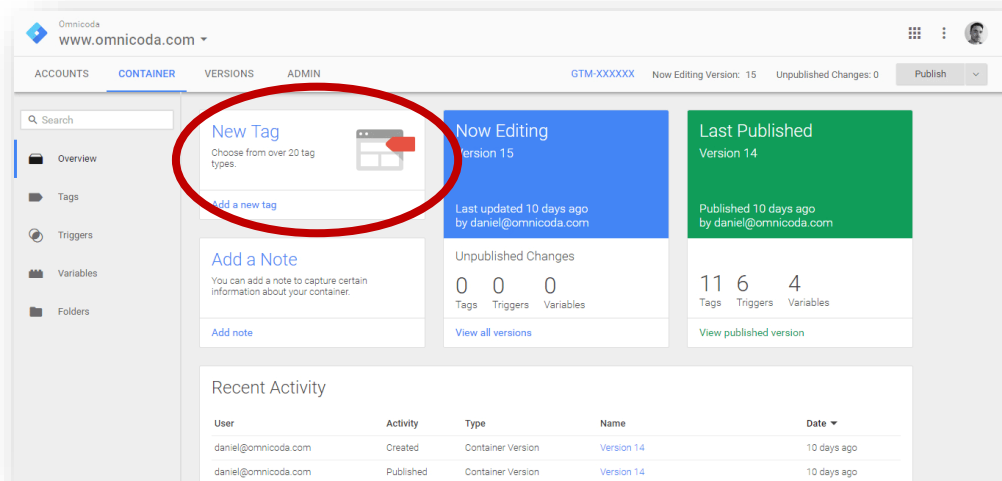 Omnicoda
www.omnicoda.com
ACCOUNTS CONTAINER VERSIONS ADMIN GTM-XXXXXX Now Editing Version: 15 Unpublished Changes: 0 Publish
Search
Overview
Tags
Triggers
Variables
Folders
New Tag
Choose from over 20 tag
types.
Add a new tag
Now Editing
Version 15
Last updated 10 days ago
by daniel@omnicoda.com
Last Published
Version 14
Published 10 days ago
by daniel@omnicoda.com
Add a Note
You can add a note to capture certain
information about your container.
Add note
Unpublished Changes
0 0 0
Tags Triggers Variables
View all versions
11 6 4
Tags Triggers Variables
View published version
Recent Activity
User Activity Type Name Date
daniel@omnicoda.com Created Container Version Version 14 10 days ago
daniel@omnicoda.com Published Container Version Version 14 10 days ago